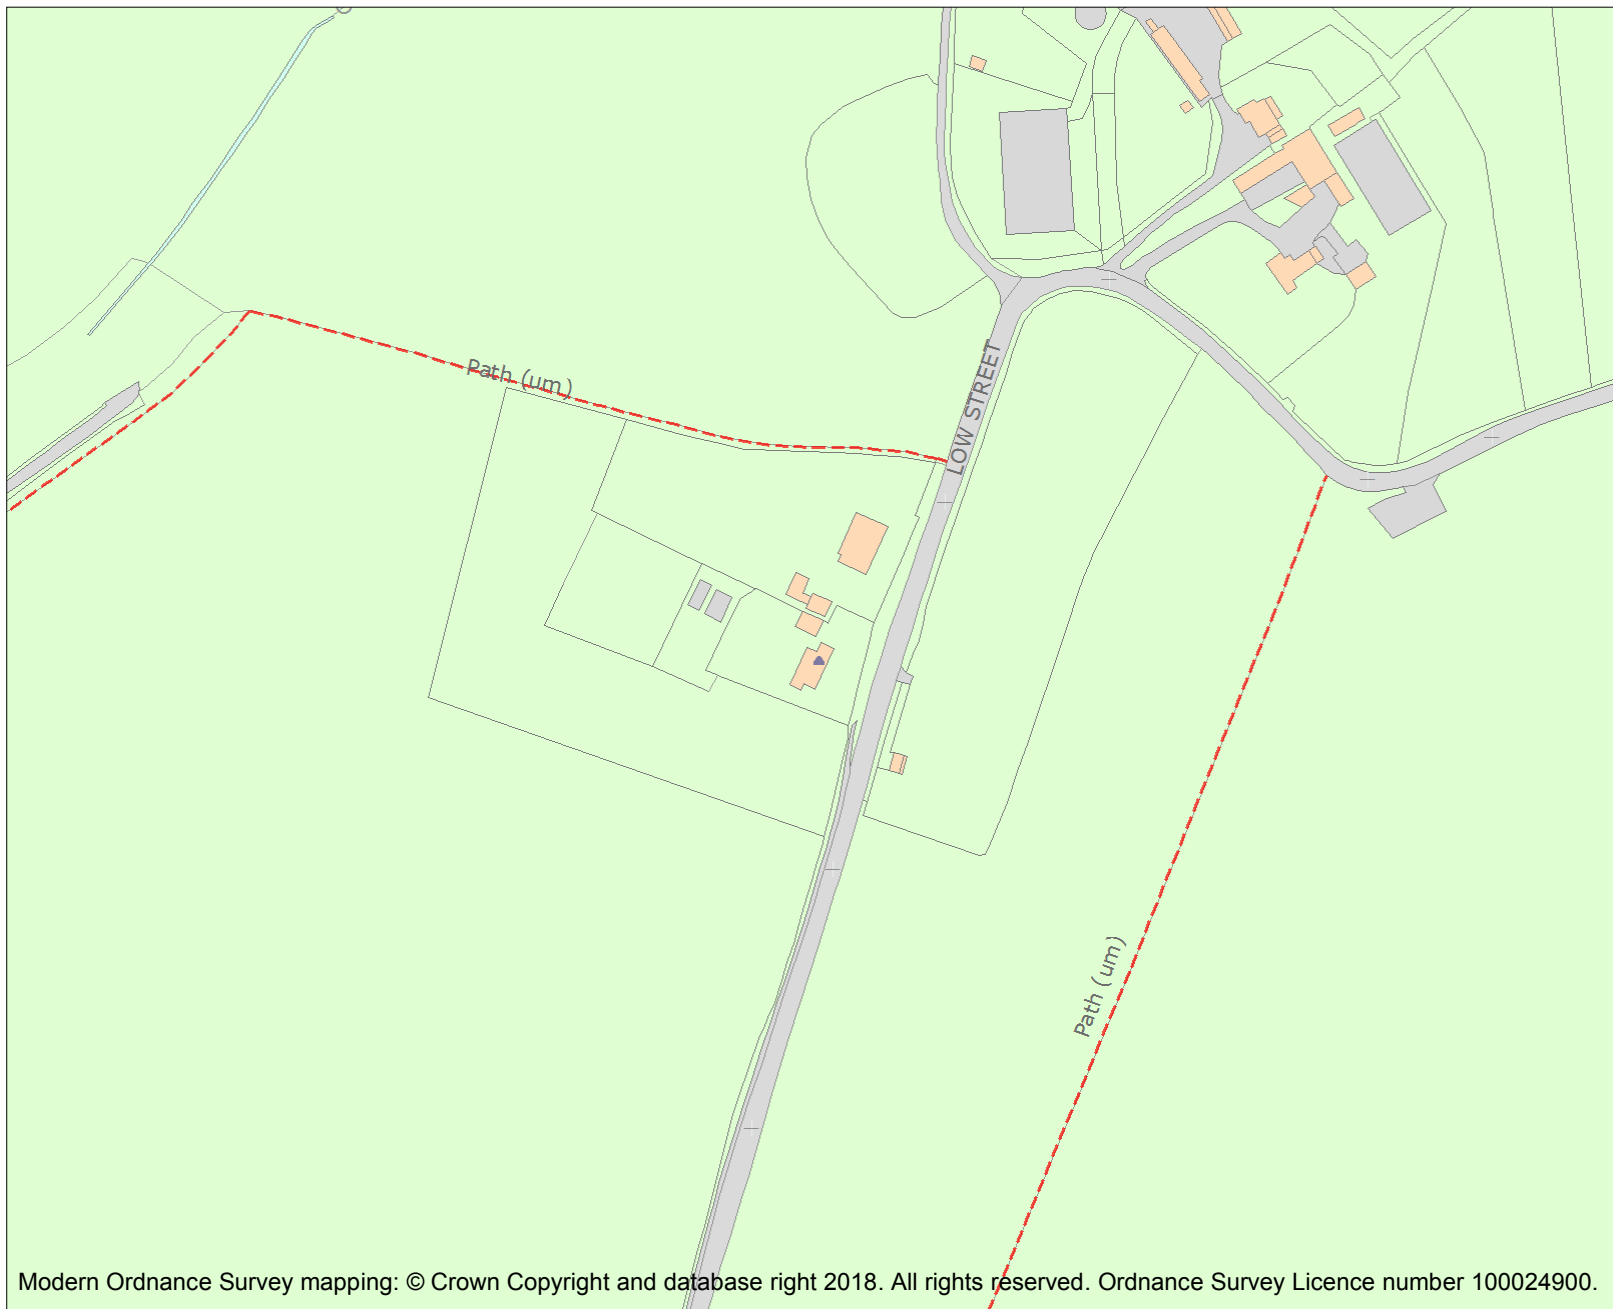 Path (um)
LOW STREET
Path (um)
Modern Ordnance Survey mapping: © Crown Copyright and database right 2018. All rights reserved. Ordnance Survey Licence number 100024900.